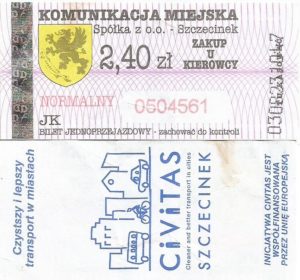 KOMUNIKACJA MIEJSKA
Spółka z o.o. - Szczecinek
2,40 zł
ZAKUP
U
KIEROWCY
NORMALNY
0504561
JK
BILET JEDNOPRZEJAZDOWY - zachować do kontroli
Czystszy i lepszy
transport w miastach
CiViTAS
Cleaner and better transport in cities
SZCZECINEK
INICJATYWA CIVITAS JEST
WSPÓŁFINANSOWANA
PRZEZ UNIĘ EUROPEJSKĄ